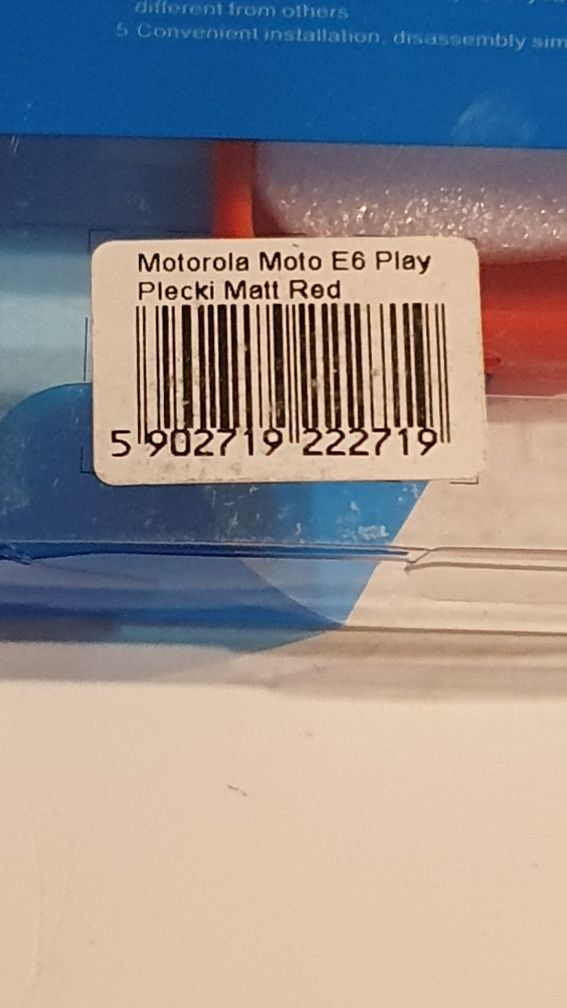 different from others
5.Convenient installation, disassembly sim
Motorola Moto E6 Play
Plecki Matt Red
5 902719 222719